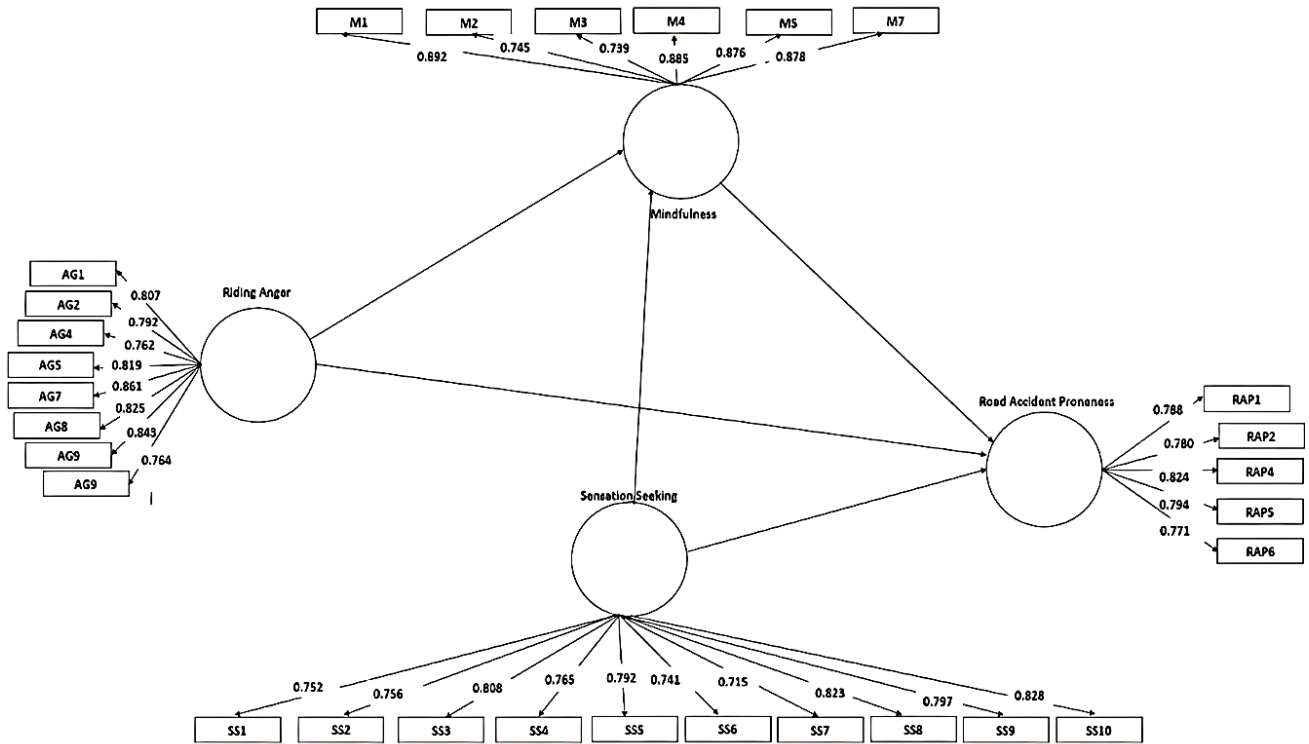 M1 M2 M3 M4 M5 M7
0.892 0.745 0.739 0.885 0.876 0.878
Mindfulness
Riding Anger
AG1
0.807
AG2
0.792
AG4
0.762
AG5
0.819
AG7
0.861
AG8
0.825
AG9
0.843
AG9
0.764
Road Accident Proneness
0.788
RAP1
0.780
RAP2
0.824
RAP4
0.794
RAP5
0.771
RAP6
Sensation Seeking
0.752 0.756 0.808 0.765 0.792 0.741 0.715 0.823 0.797 0.828
SS1 SS2 SS3 SS4 SS5 SS6 SS7 SS8 SS9 SS10